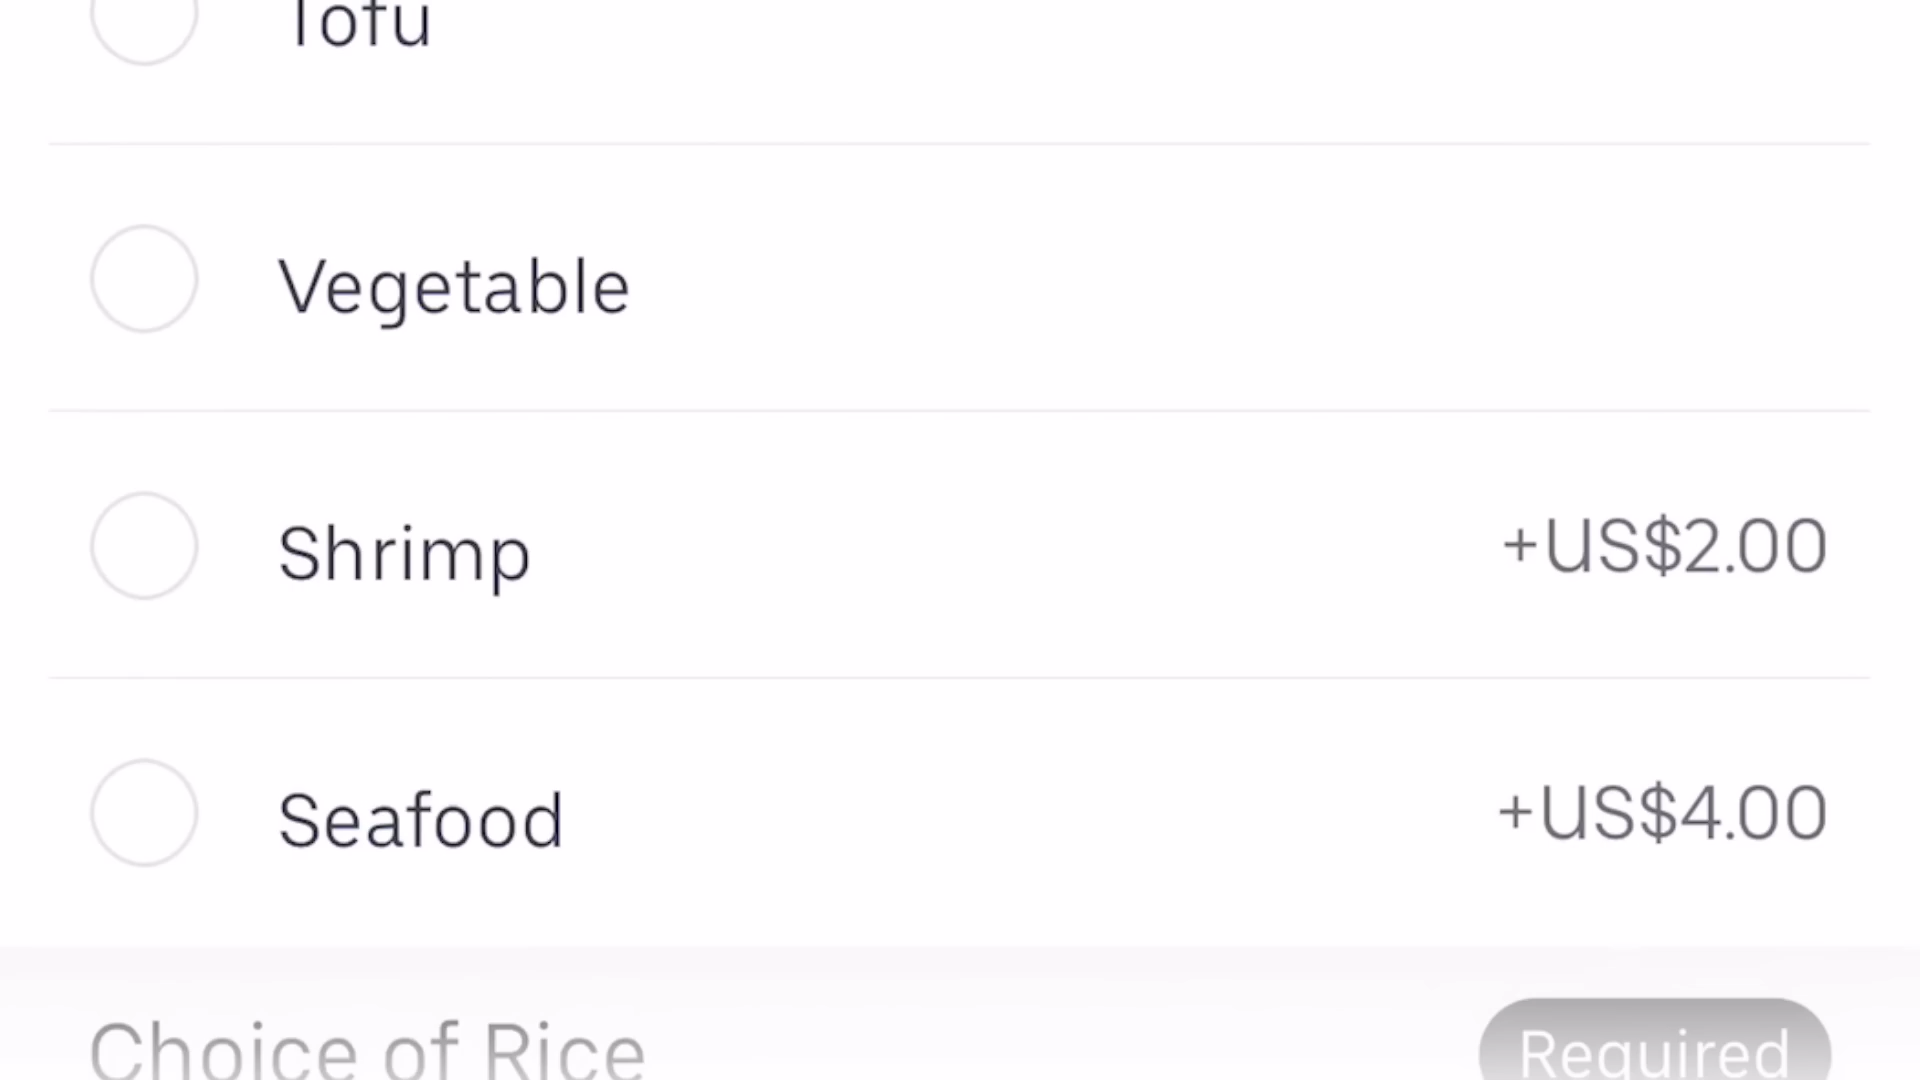 Tofu
Vegetable
Shrimp +US$2.00
Seafood +US$4.00
Choice of Rice Required